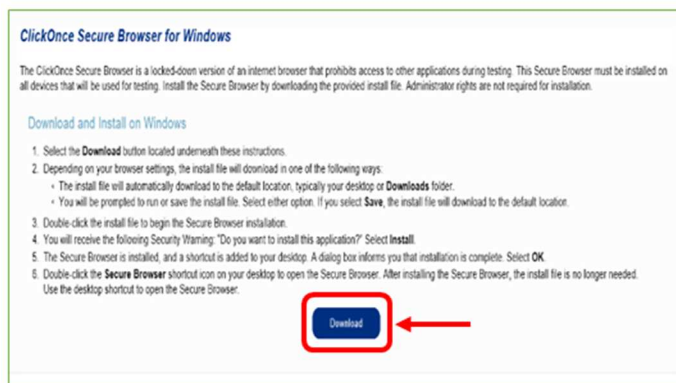 ClickOnce Secure Browser for Windows
The ClickOnce Secure Browser is a locked-down version of an internet browser that prohibits access to other applications during testing. This Secure Browser must be installed on
all devices that will be used for testing. Install the Secure Browser by downloading the provided install file. Administrator rights are not required for installation.
Download and Install on Windows
1. Select the Download button located underneath these instructions.
2. Depending on your browser settings, the install file will download in one of the following ways:
• The install file will automatically download to the default location, typically your desktop or Downloads folder.
• You will be prompted to run or save the install file. Select either option. If you select Save, the install file will download to the default location.
3. Double-click the install file to begin the Secure Browser installation.
4. You will receive the following Security Warning: "Do you want to install this application?" Select Install.
5. The Secure Browser is installed, and a shortcut is added to your desktop. A dialog box informs you that installation is complete. Select OK.
6. Double-click the Secure Browser shortcut icon on your desktop to open the Secure Browser. After installing the Secure Browser, the install file is no longer needed.
Use the desktop shortcut to open the Secure Browser.
Download